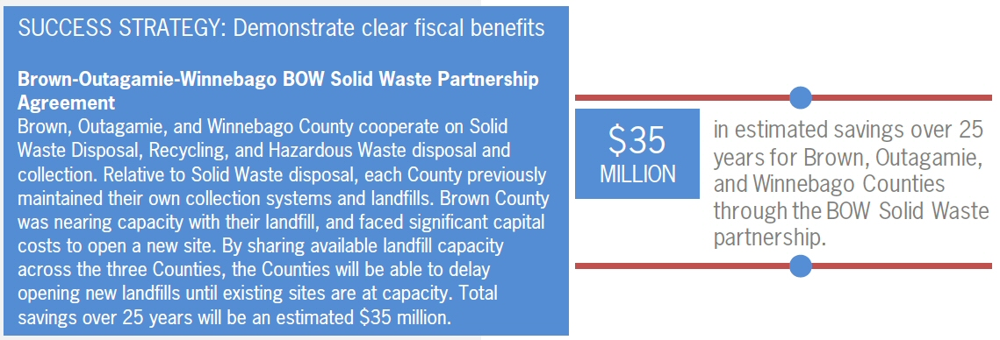 SUCCESS STRATEGY: Demonstrate clear fiscal benefits
Brown-Outagamie-Winnebago BOW Solid Waste Partnership
Agreement
Brown, Outagamie, and Winnebago County cooperate on Solid
Waste Disposal, Recycling, and Hazardous Waste disposal and
collection. Relative to Solid Waste disposal, each County previously
maintained their own collection systems and landfills. Brown County
was nearing capacity with their landfill, and faced significant capital
costs to open a new site. By sharing available landfill capacity
across the three Counties, the Counties will be able to delay
opening new landfills until existing sites are at capacity. Total
savings over 25 years will be an estimated $35 million.
$35
MILLION
in estimated savings over 25
years for Brown, Outagamie,
and Winnebago Counties
through the BOW Solid Waste
partnership.